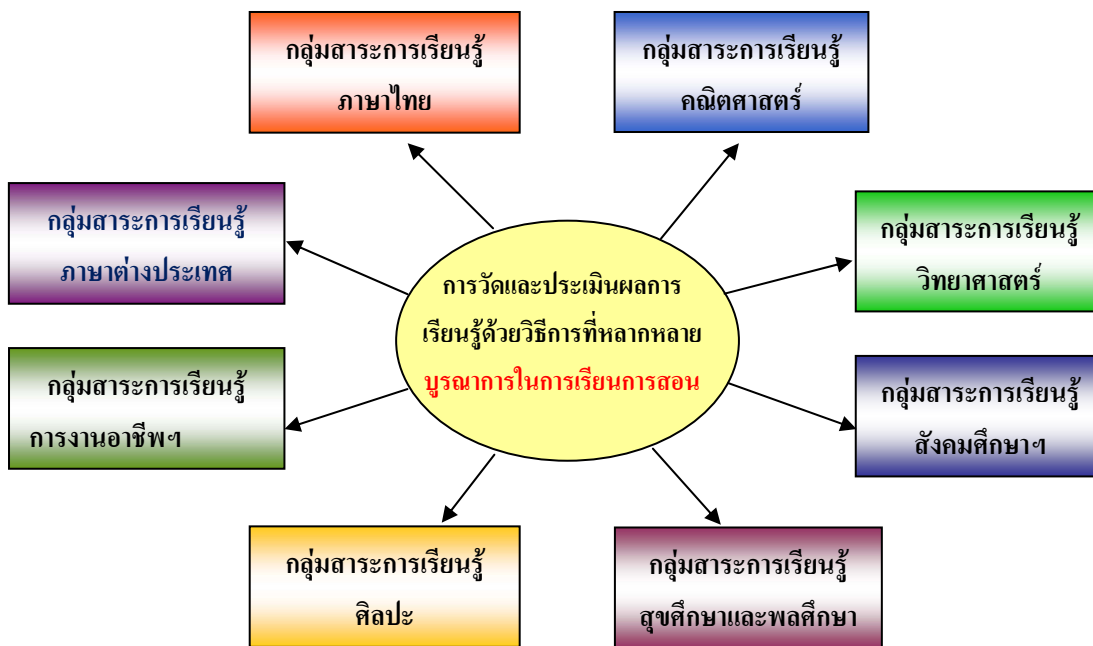 กลุ่มสาระการเรียนรู้
ภาษาไทย
กลุ่มสาระการเรียนรู้
คณิตศาสตร์
กลุ่มสาระการเรียนรู้
ภาษาต่างประเทศ
กลุ่มสาระการเรียนรู้
วิทยาศาสตร์
การวัดและประเมินผลการ
เรียนรู้ด้วยวิธีการที่หลากหลาย
บูรณาการในการเรียนการสอน
กลุ่มสาระการเรียนรู้
การงานอาชีพฯ
กลุ่มสาระการเรียนรู้
สังคมศึกษาฯ
กลุ่มสาระการเรียนรู้
ศิลปะ
กลุ่มสาระการเรียนรู้
สุขศึกษาและพลศึกษา